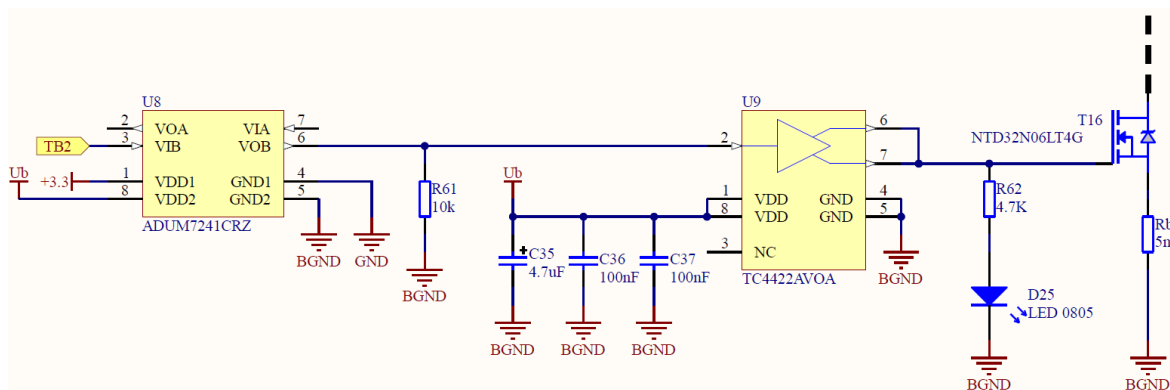 U8
2
VOA
VIA
7
TB2
3
VIB
VOB
6
Ub
+3.3
1
VDD1
GND1
4
8
VDD2
GND2
5
ADUM7241CRZ
BGND
GND
R61
10k
BGND
Ub
+
C35
4.7uF
BGND
C36
100nF
BGND
C37
100nF
BGND
U9
2
6
7
1
VDD
GND
4
8
VDD
GND
5
3
NC
TC4422AVOA
BGND
T16
NTD32N06LT4G
R62
4.7K
D25
LED 0805
BGND
BGND